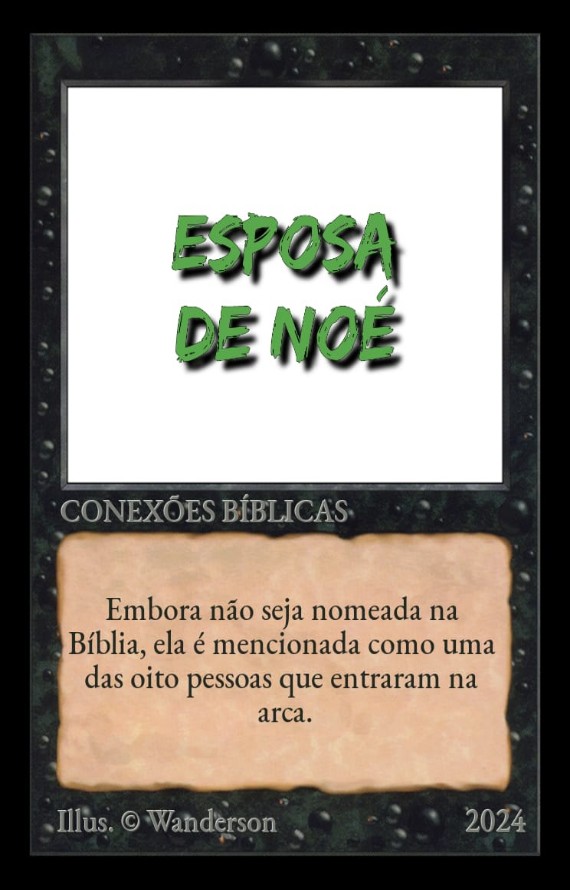 ESPOSA
DE NOÉ
CONEXÕES BÍBLICAS
Embora não seja nomeada na
Bíblia, ela é mencionada como uma
das oito pessoas que entraram na
arca.
Illus. © Wanderson
2024